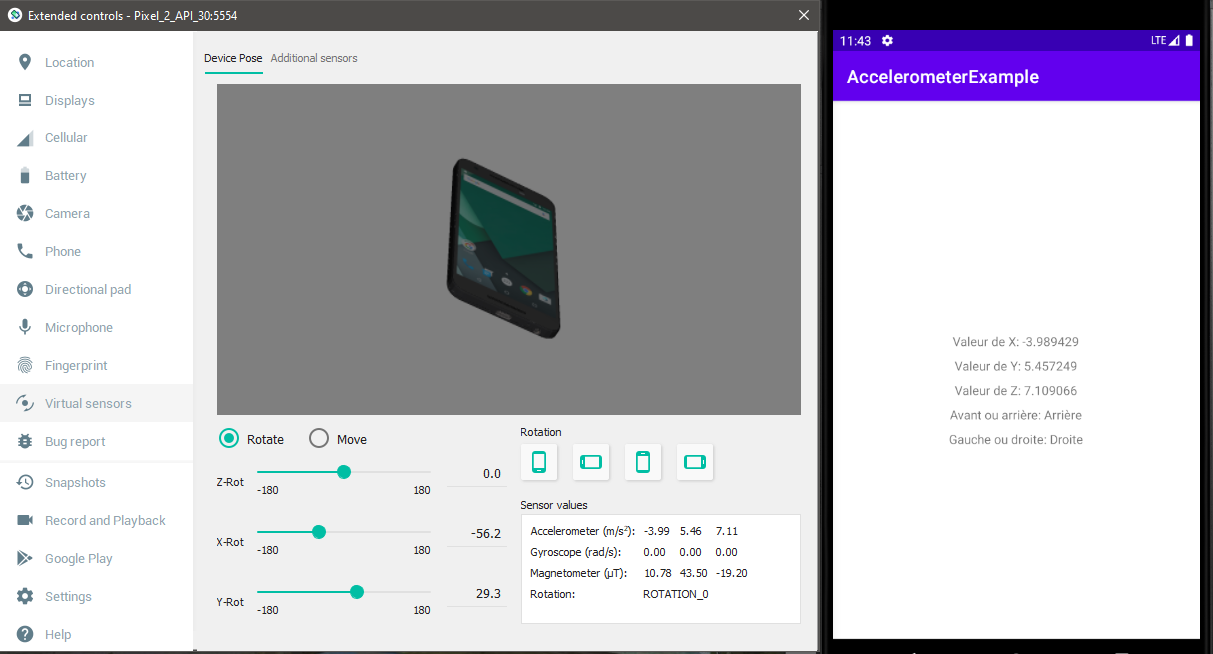 Extended controls - Pixel_2_API_30:5554
Location
Displays
Cellular
Battery
Camera
Phone
Directional pad
Microphone
Fingerprint
Virtual sensors
Bug report
Snapshots
Record and Playback
Google Play
Settings
Help
Device Pose Additional sensors
Rotate Move
Z-Rot 0.0
-180 180
X-Rot -56.2
-180 180
Y-Rot 29.3
-180 180
Rotation
Sensor values
Accelerometer (m/s²): -3.99 5.46 7.11
Gyroscope (rad/s): 0.00 0.00 0.00
Magnetometer (μT): 10.78 43.50 -19.20
Rotation: ROTATION_0
11:43 LTE
AccelerometerExample
Valeur de X: -3.989429
Valeur de Y: 5.457249
Valeur de Z: 7.109066
Avant ou arrière: Arrière
Gauche ou droite: Droite